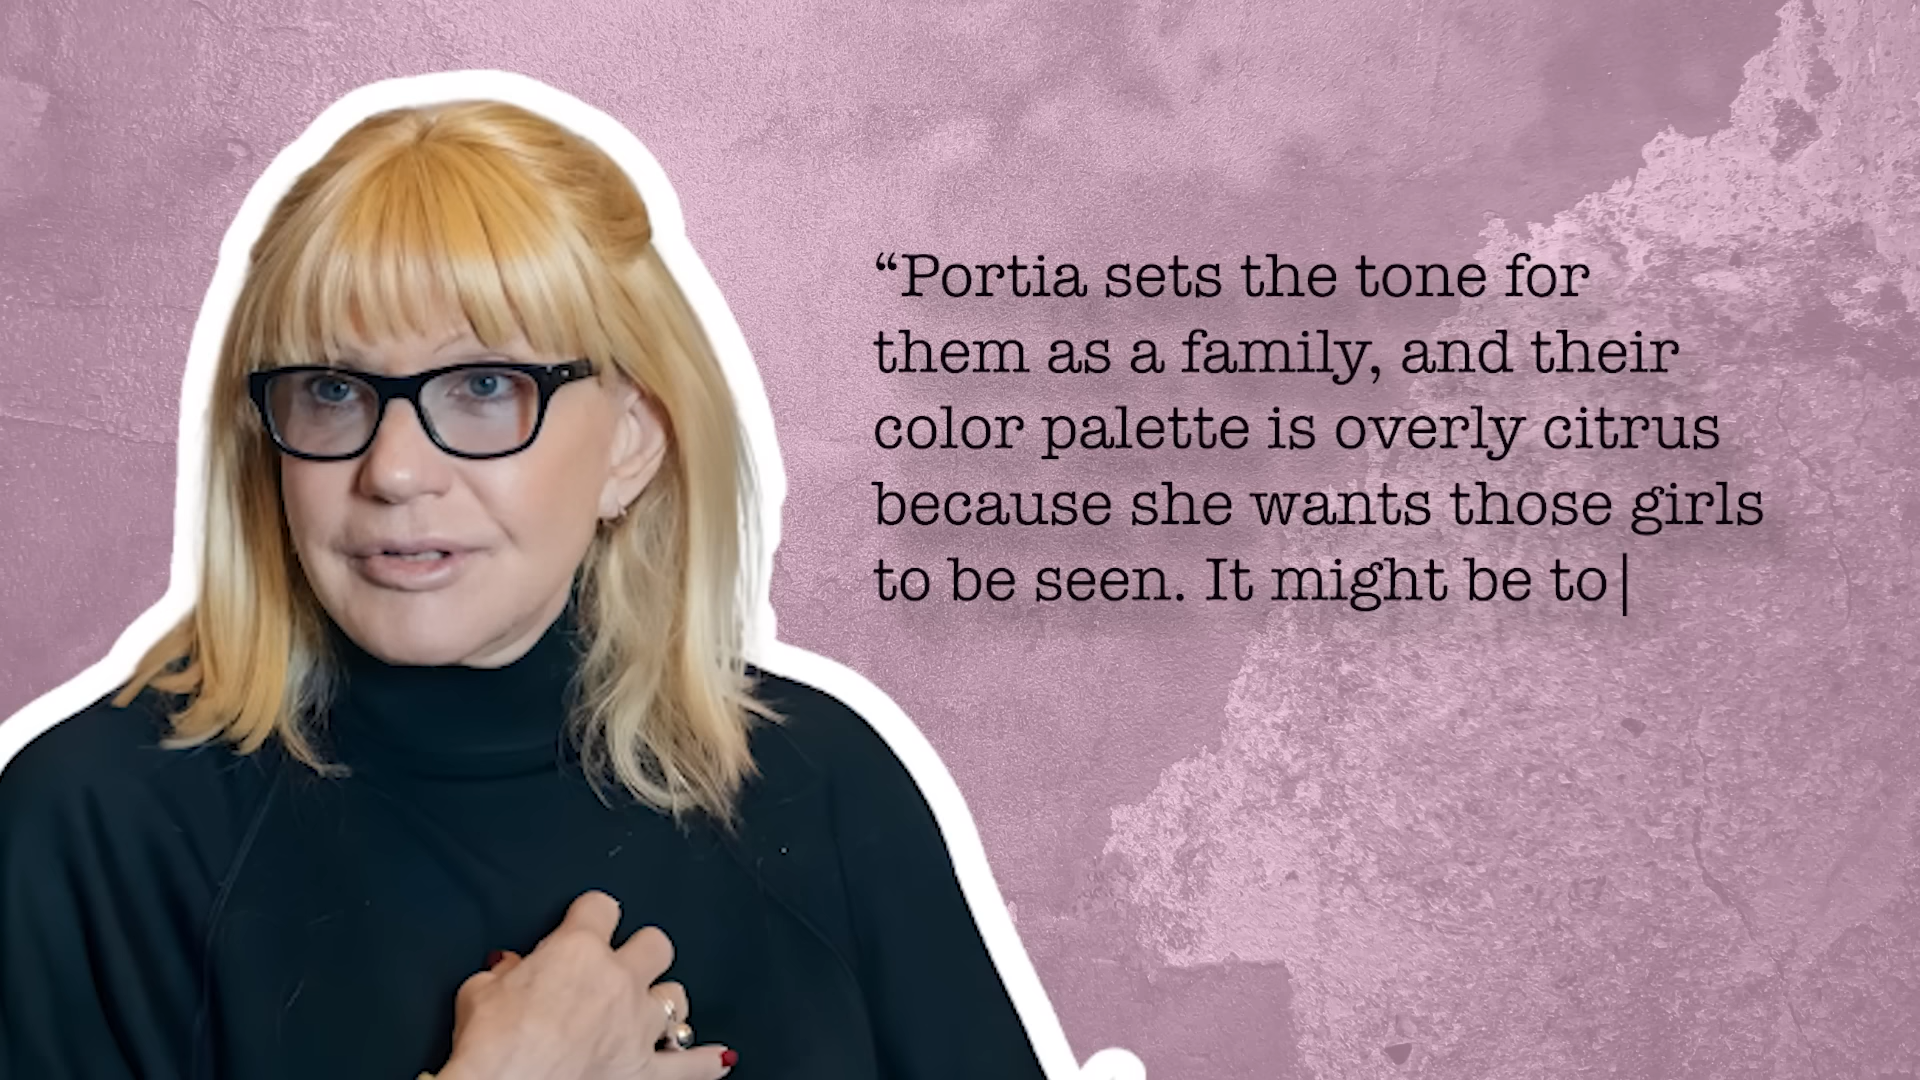 “Portia sets the tone for
them as a family, and their
color palette is overly citrus
because she wants those girls
to be seen. It might be to|